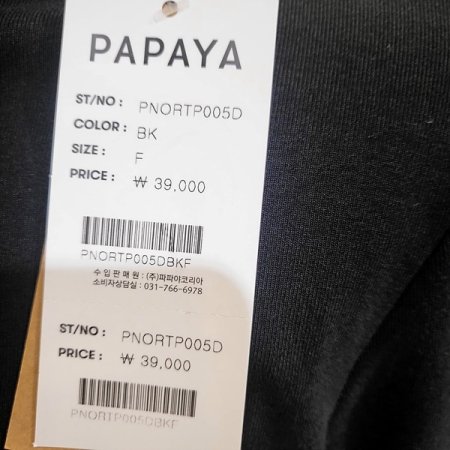 PAPAYA
ST/NO : PNORTP005D
COLOR : BK
SIZE : F
PRICE : ₩ 39,000
PNORTP005DBKF
수 입 판 매 원 : (주)파파야코리아
소비자상담실 : 031-766-6978
ST/NO : PNORTP005D
PRICE : ₩ 39,000
PNORTP005DBKF